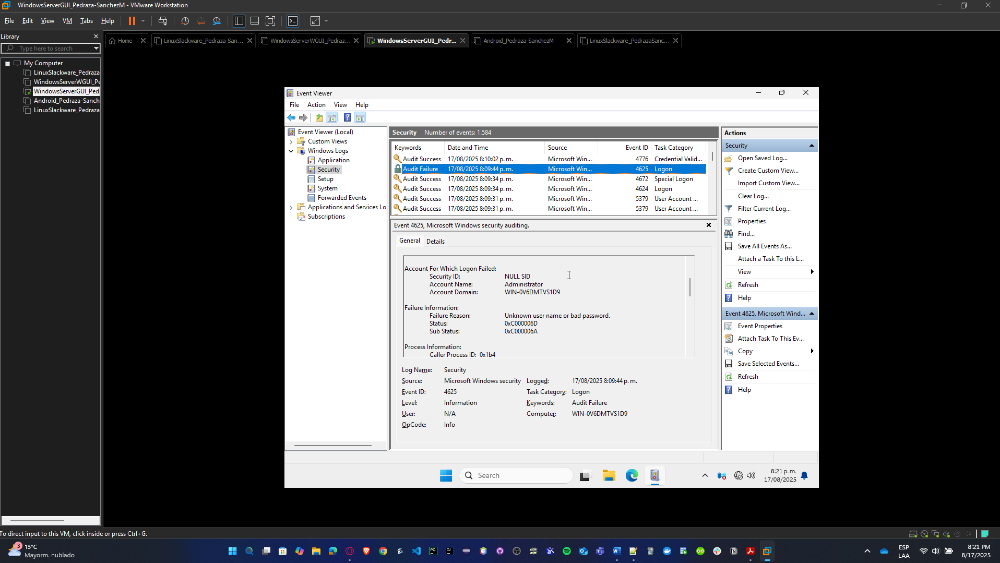 WindowsServerGUI_Pedraza-SanchezM - VMware Workstation
File Edit View VM Tabs Help
Library
Type here to search
My Computer
LinuxSlackware_Pedraza
WindowsServerWGUI_Pe
WindowsServerGUI_Ped
Android_Pedraza-Sanch
LinuxSlackware_Pedraza
Home
LinuxSlackware_Pedraza-San...
WindowsServerWGUI_Pedraz...
WindowsServerGUI_Pedr...
Android_Pedraza-SanchezM
LinuxSlackware_PedrazaSanc...
Event Viewer
File Action View Help
Event Viewer (Local)
Custom Views
Windows Logs
Application
Security
Setup
System
Forwarded Events
Applications and Services Lo
Subscriptions
Security Number of events: 1.584
Keywords Date and Time Source Event ID Task Category
Audit Success 17/08/2025 8:10:02 p. m. Microsoft Win... 4776 Credential Valid...
Audit Failure 17/08/2025 8:09:44 p. m. Microsoft Win... 4625 Logon
Audit Success 17/08/2025 8:09:34 p. m. Microsoft Win... 4672 Special Logon
Audit Success 17/08/2025 8:09:34 p. m. Microsoft Win... 4624 Logon
Audit Success 17/08/2025 8:09:31 p. m. Microsoft Win... 5379 User Account ...
Audit Success 17/08/2025 8:09:31 p. m. Microsoft Win... 5379 User Account ...
Event 4625, Microsoft Windows security auditing.
General Details
Account For Which Logon Failed:
Security ID: NULL SID
Account Name: Administrator
Account Domain: WIN-0V6DMTVS1D9
Failure Information:
Failure Reason: Unknown user name or bad password.
Status: 0xC000006D
Sub Status: 0xC000006A
Process Information:
Caller Process ID: 0x1b4
Log Name: Security
Source: Microsoft Windows security Logged: 17/08/2025 8:09:44 p. m.
Event ID: 4625 Task Category: Logon
Level: Information Keywords: Audit Failure
User: N/A Computer: WIN-0V6DMTVS1D9
OpCode: Info
Actions
Security
Open Saved Log...
Create Custom View...
Import Custom View...
Clear Log...
Filter Current Log...
Properties
Find...
Save All Events As...
Attach a Task To this L...
View
Refresh
Help
Event 4625, Microsoft Wind...
Event Properties
Attach Task To This Ev...
Copy
Save Selected Events...
Refresh
Help
Search
8:21 p. m.
17/08/2025
To direct input to this VM, click inside or press Ctrl+G.
3
13°C
Mayorm. nublado
PC
IJ
ESP
LAA
8:21 PM
8/17/2025